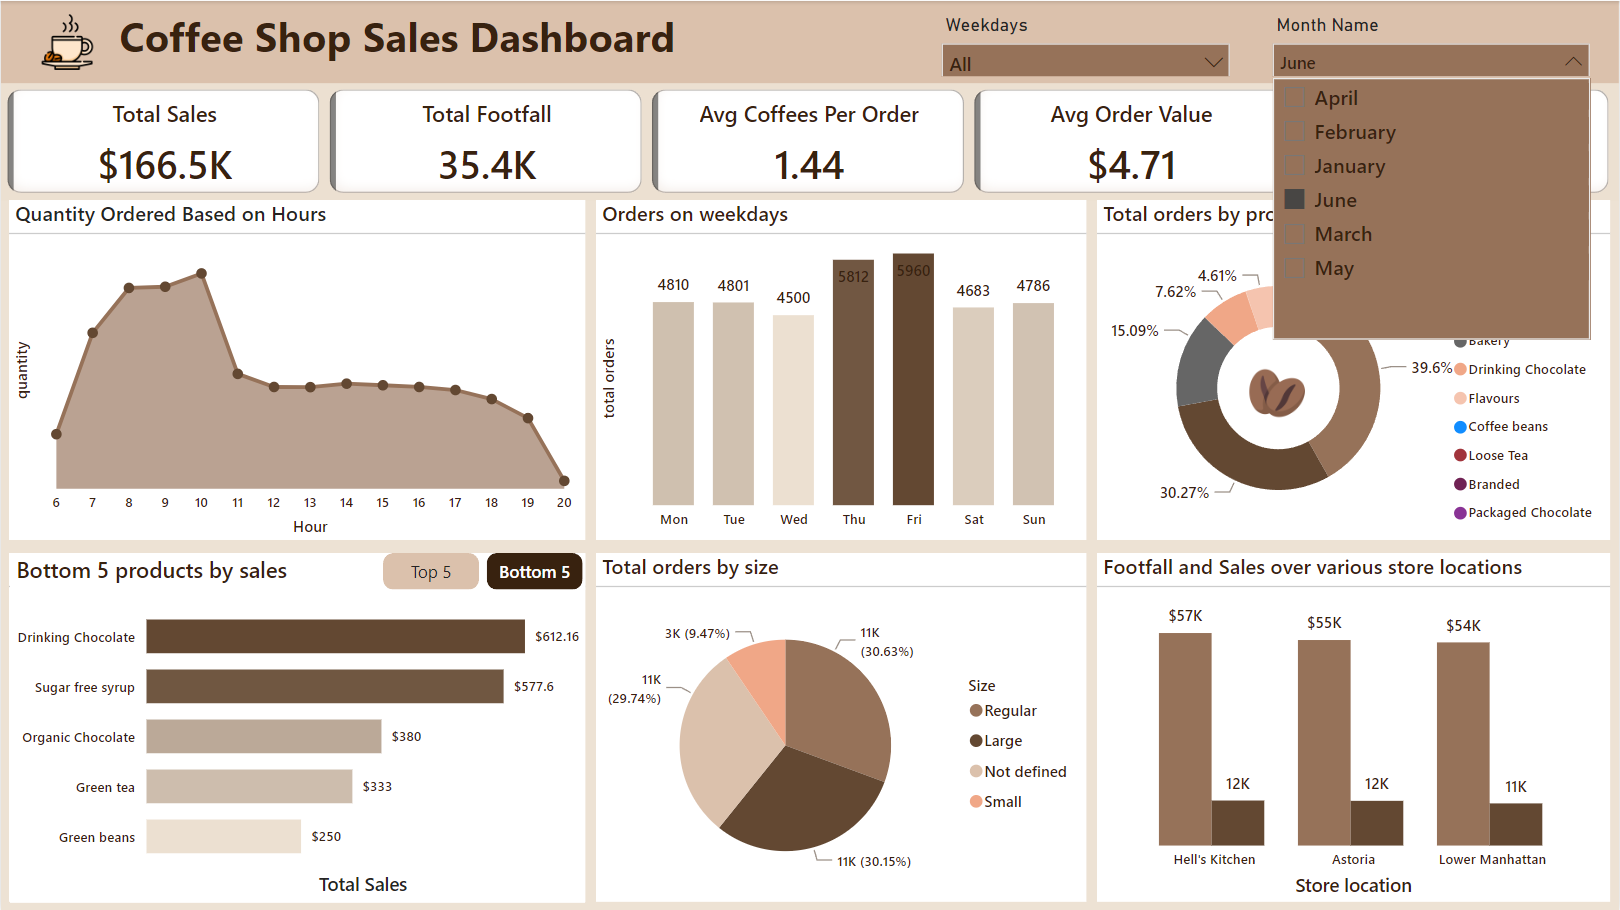 Coffee Shop Sales Dashboard
Weekdays
All
Month Name
June
April
February
January
June
March
May
Total Sales
$166.5K
Total Footfall
35.4K
Avg Coffees Per Order
1.44
Avg Order Value
$4.71
Quantity Ordered Based on Hours
quantity
6 7 8 9 10 11 12 13 14 15 16 17 18 19 20
Hour
Orders on weekdays
total orders
4810 4801 4500 5812 5960 4683 4786
Mon Tue Wed Thu Fri Sat Sun
Total orders by pro
4.61%
7.62%
15.09%
39.6%
30.27%
Bakery
Drinking Chocolate
Flavours
Coffee beans
Loose Tea
Branded
Packaged Chocolate
Bottom 5 products by sales
Top 5
Bottom 5
Drinking Chocolate $612.16
Sugar free syrup $577.6
Organic Chocolate $380
Green tea $333
Green beans $250
Total Sales
Total orders by size
3K (9.47%)
11K
(30.63%)
11K
(29.74%)
11K (30.15%)
Size
Regular
Large
Not defined
Small
Footfall and Sales over various store locations
$57K 12K
$55K 12K
$54K 11K
Hell's Kitchen Astoria Lower Manhattan
Store location